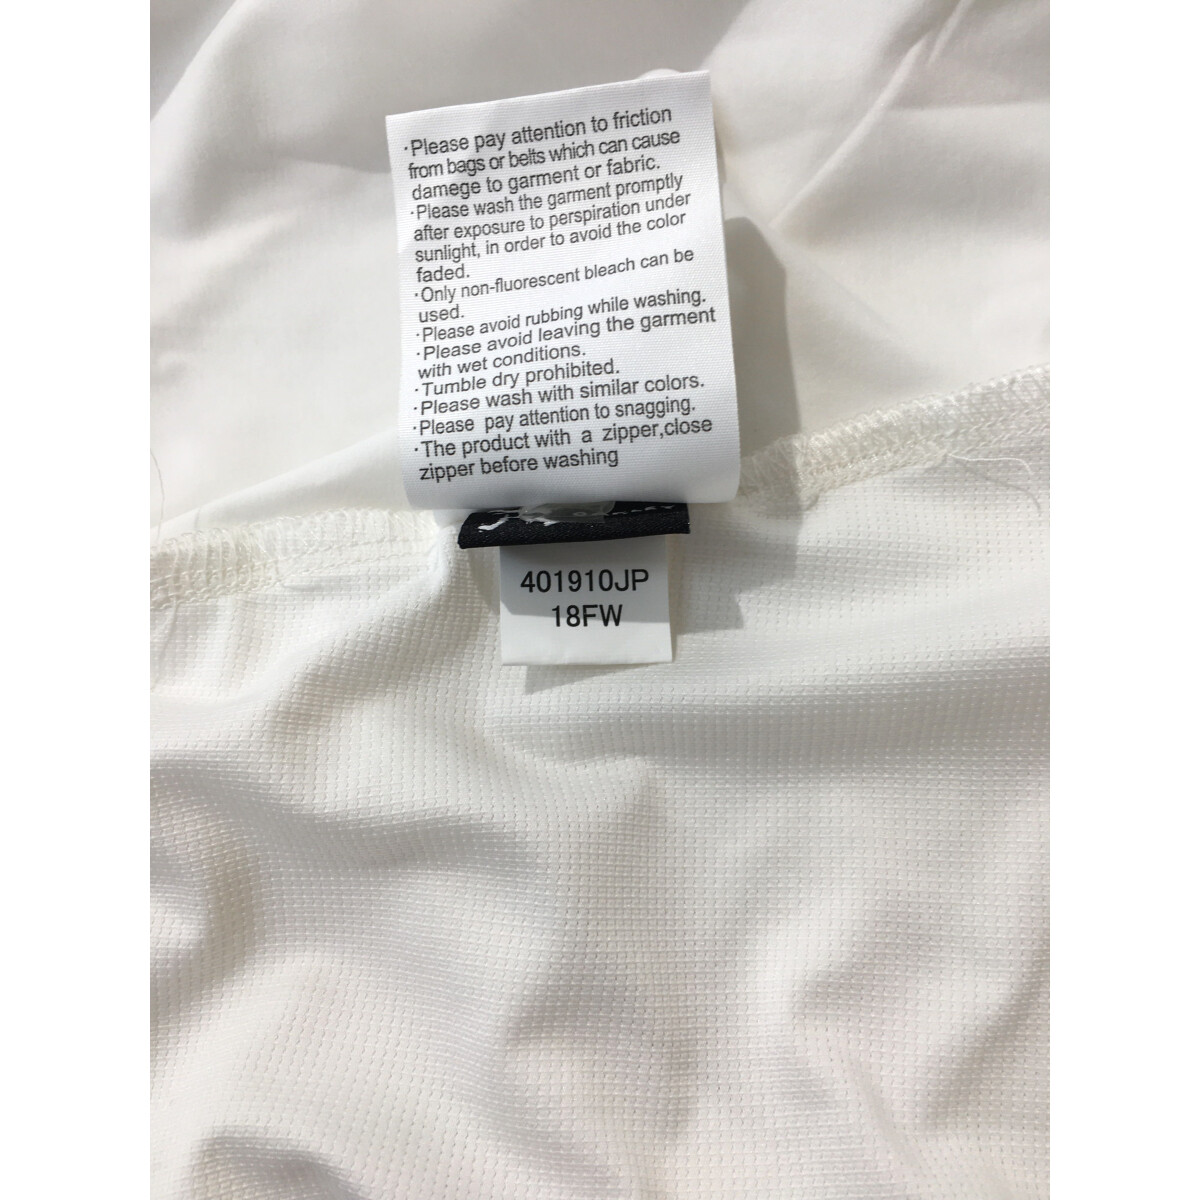 ·Please pay attention to friction
from bags or belts which can cause
damege to garment or fabric.
·Please wash the garment promptly
after exposure to perspiration under
sunlight, in order to avoid the color
faded.
·Only non-fluorescent bleach can be
used.
·Please avoid rubbing while washing.
·Please avoid leaving the garment
with wet conditions.
·Tumble dry prohibited.
·Please wash with similar colors.
·Please pay attention to snagging.
·The product with a zipper,close
zipper before washing
401910JP
18FW